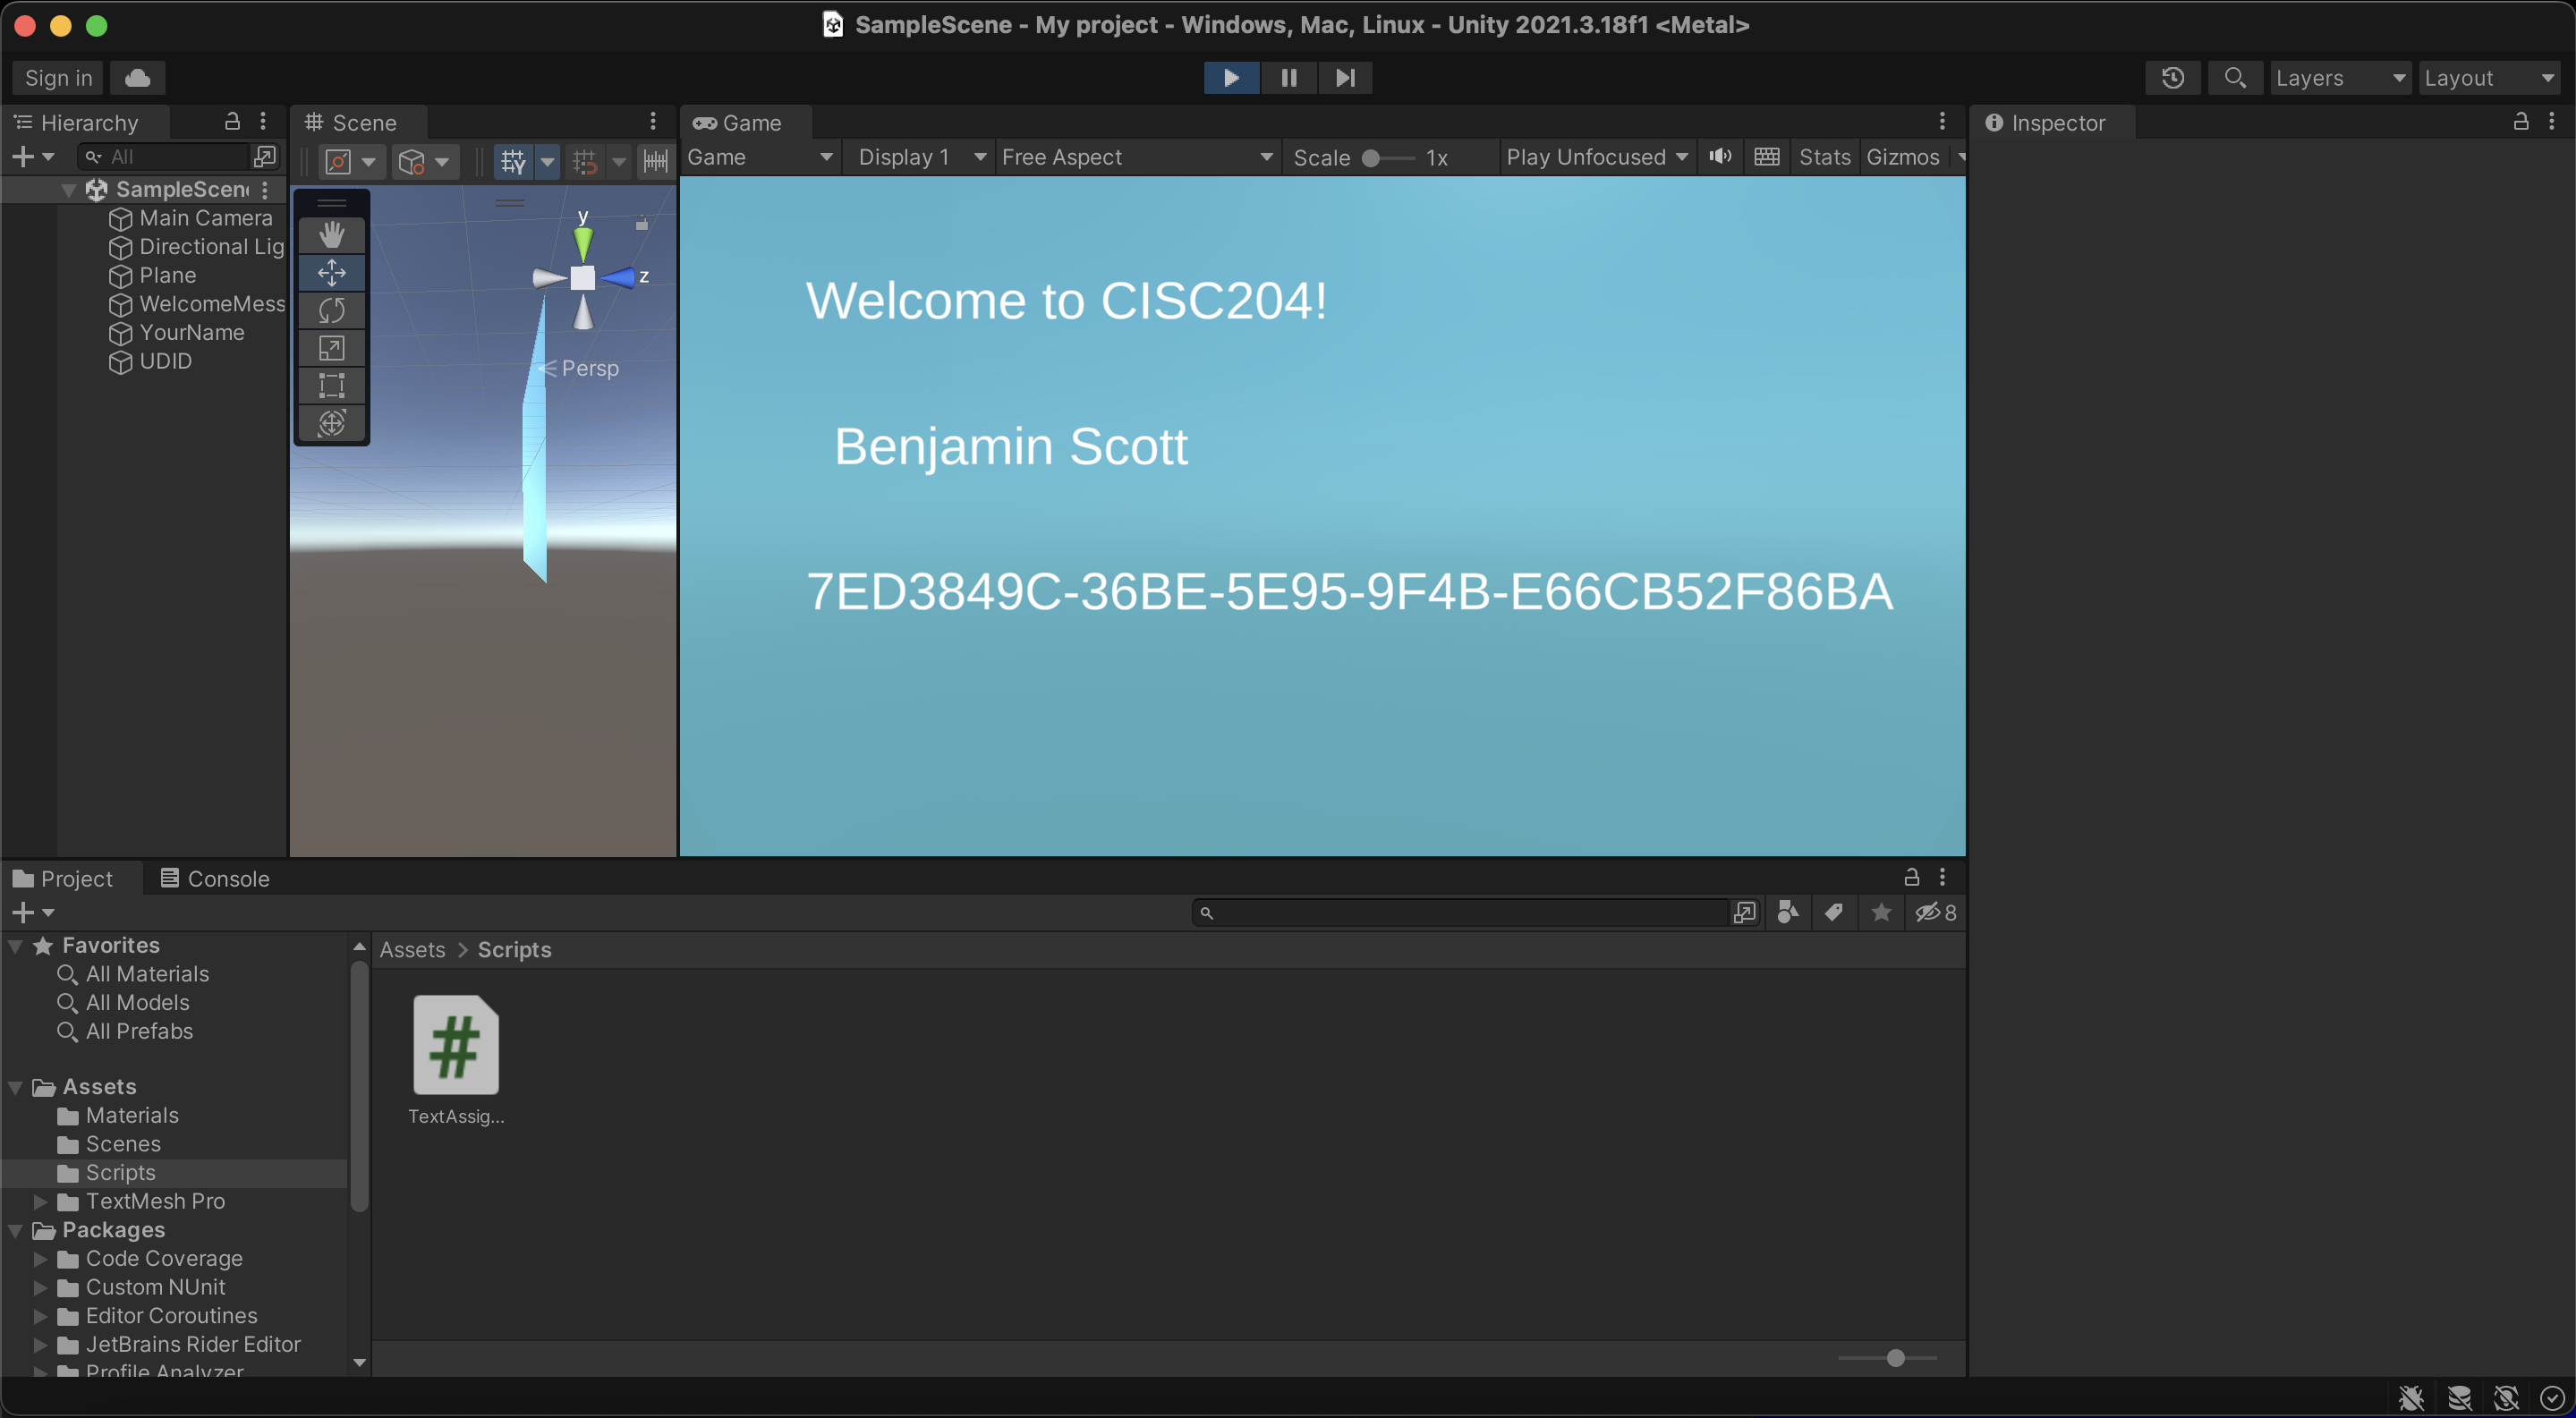 SampleScene - My project - Windows, Mac, Linux - Unity 2021.3.18f1 <Metal>
Sign in
Layers
Layout
Hierarchy
All
SampleScen
Main Camera
Directional Lig
Plane
WelcomeMess
YourName
UDID
Scene
y
z
Persp
Game
Game
Display 1
Free Aspect
Scale
1x
Play Unfocused
Stats
Gizmos
Welcome to CISC204!
Benjamin Scott
7ED3849C-36BE-5E95-9F4B-E66CB52F86BA
Inspector
Project
Console
8
Favorites
All Materials
All Models
All Prefabs
Assets
Materials
Scenes
Scripts
TextMesh Pro
Packages
Code Coverage
Custom NUnit
Editor Coroutines
JetBrains Rider Editor
Profile Analyzer
Assets > Scripts
#
TextAssig...